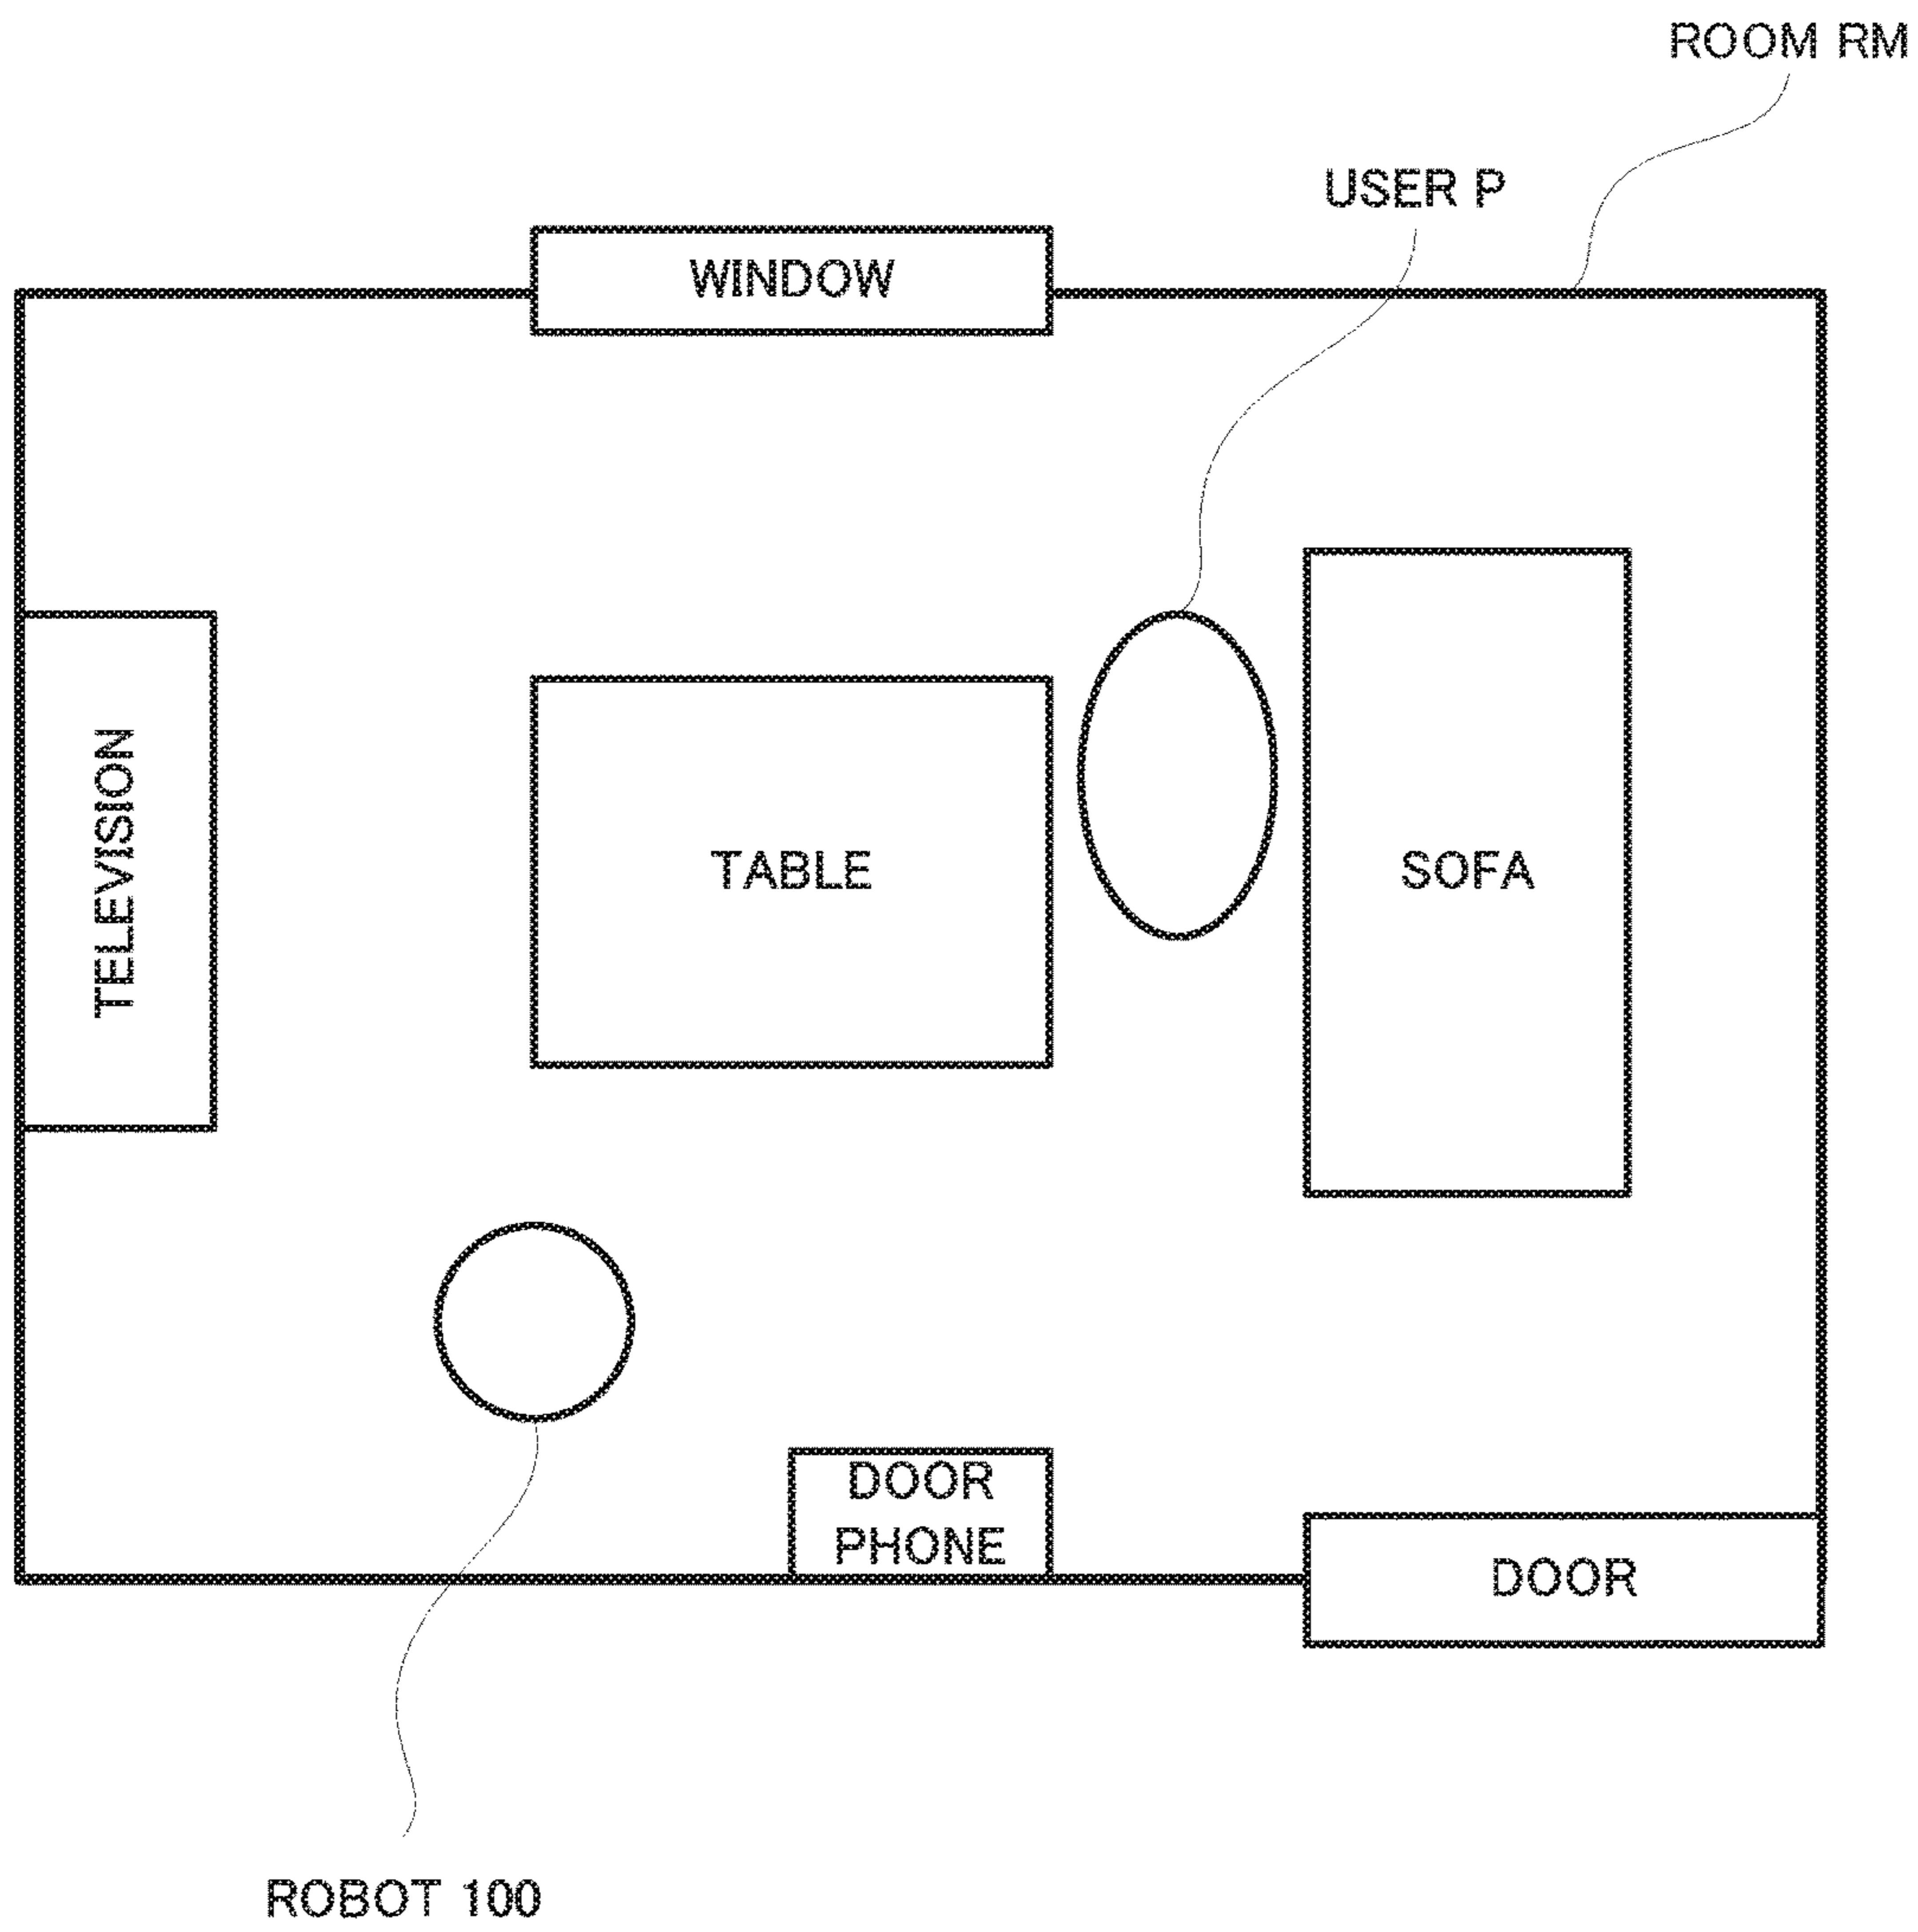 ROOM RM
USER P
WINDOW
TELEVISION
TABLE
SOFA
DOOR
PHONE
DOOR
ROBOT 100